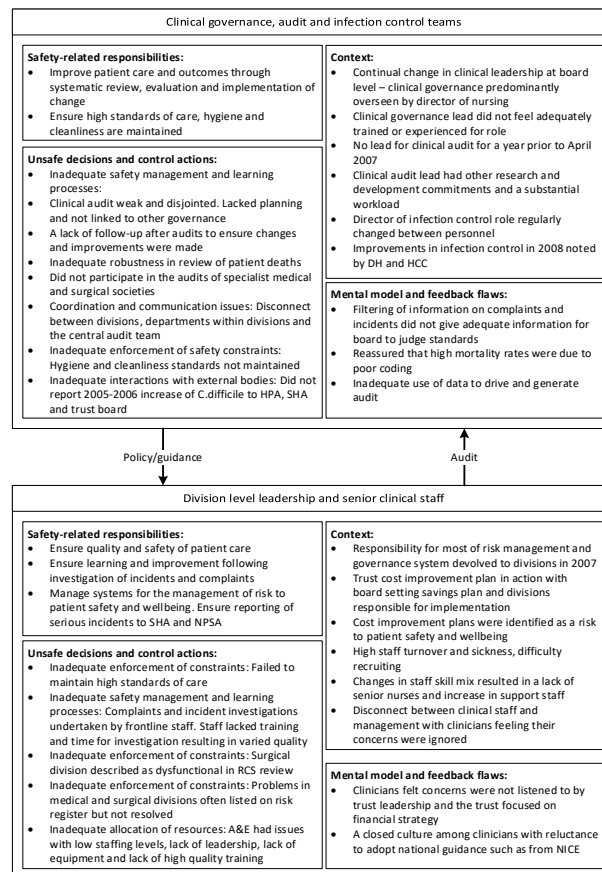 Clinical governance, audit and infection control teams
Safety-related responsibilities:
• Improve patient care and outcomes through
systematic review, evaluation and implementation of
change
• Ensure high standards of care, hygiene and
cleanliness are maintained
Unsafe decisions and control actions:
• Inadequate safety management and learning
processes:
• Clinical audit weak and disjointed. Lacked planning
and not linked to other governance
• A lack of follow-up after audits to ensure changes
and improvements were made
• Inadequate robustness in review of patient deaths
• Did not participate in the audits of specialist medical
and surgical societies
• Coordination and communication issues: Disconnect
between divisions, departments within divisions and
the central audit team
• Inadequate enforcement of safety constraints:
Hygiene and cleanliness standards not maintained
• Inadequate interactions with external bodies: Did not
report 2005-2006 increase of C.difficile to HPA, SHA
and trust board
Context:
• Continual change in clinical leadership at board
level – clinical governance predominantly
overseen by director of nursing
• Clinical governance lead did not feel adequately
trained or experienced for role
• No lead for clinical audit for a year prior to April
2007
• Clinical audit lead had other research and
development commitments and a substantial
workload
• Director of infection control role regularly
changed between personnel
• Improvements in infection control in 2008 noted
by DH and HCC
Mental model and feedback flaws:
• Filtering of information on complaints and
incidents did not give adequate information for
board to judge standards
• Reassured that high mortality rates were due to
poor coding
• Inadequate use of data to drive and generate
audit
Policy/guidance
Audit
Division level leadership and senior clinical staff
Safety-related responsibilities:
• Ensure quality and safety of patient care
• Ensure learning and improvement following
investigation of incidents and complaints
• Manage systems for the management of risk to
patient safety and wellbeing. Ensure reporting of
serious incidents to SHA and NPSA
Unsafe decisions and control actions:
• Inadequate enforcement of constraints: Failed to
maintain high standards of care
• Inadequate safety management and learning
processes: Complaints and incident investigations
undertaken by frontline staff. Staff lacked training
and time for investigation resulting in varied quality
• Inadequate enforcement of constraints: Surgical
division described as dysfunctional in RCS review
• Inadequate enforcement of constraints: Problems in
medical and surgical divisions often listed on risk
register but not resolved
• Inadequate allocation of resources: A&E had issues
with low staffing levels, lack of leadership, lack of
equipment and lack of high quality training
Context:
• Responsibility for most of risk management and
governance system devolved to divisions in 2007
• Trust cost improvement plan in action with
board setting savings plan and divisions
responsible for implementation
• Cost improvement plans were identified as a risk
to patient safety and wellbeing
• High staff turnover and sickness, difficulty
recruiting
• Changes in staff skill mix resulted in a lack of
senior nurses and increase in support staff
• Disconnect between clinical staff and
management with clinicians feeling their
concerns were ignored
Mental model and feedback flaws:
• Clinicians felt concerns were not listened to by
trust leadership and the trust focused on
financial strategy
• A closed culture among clinicians with reluctance
to adopt national guidance such as from NICE